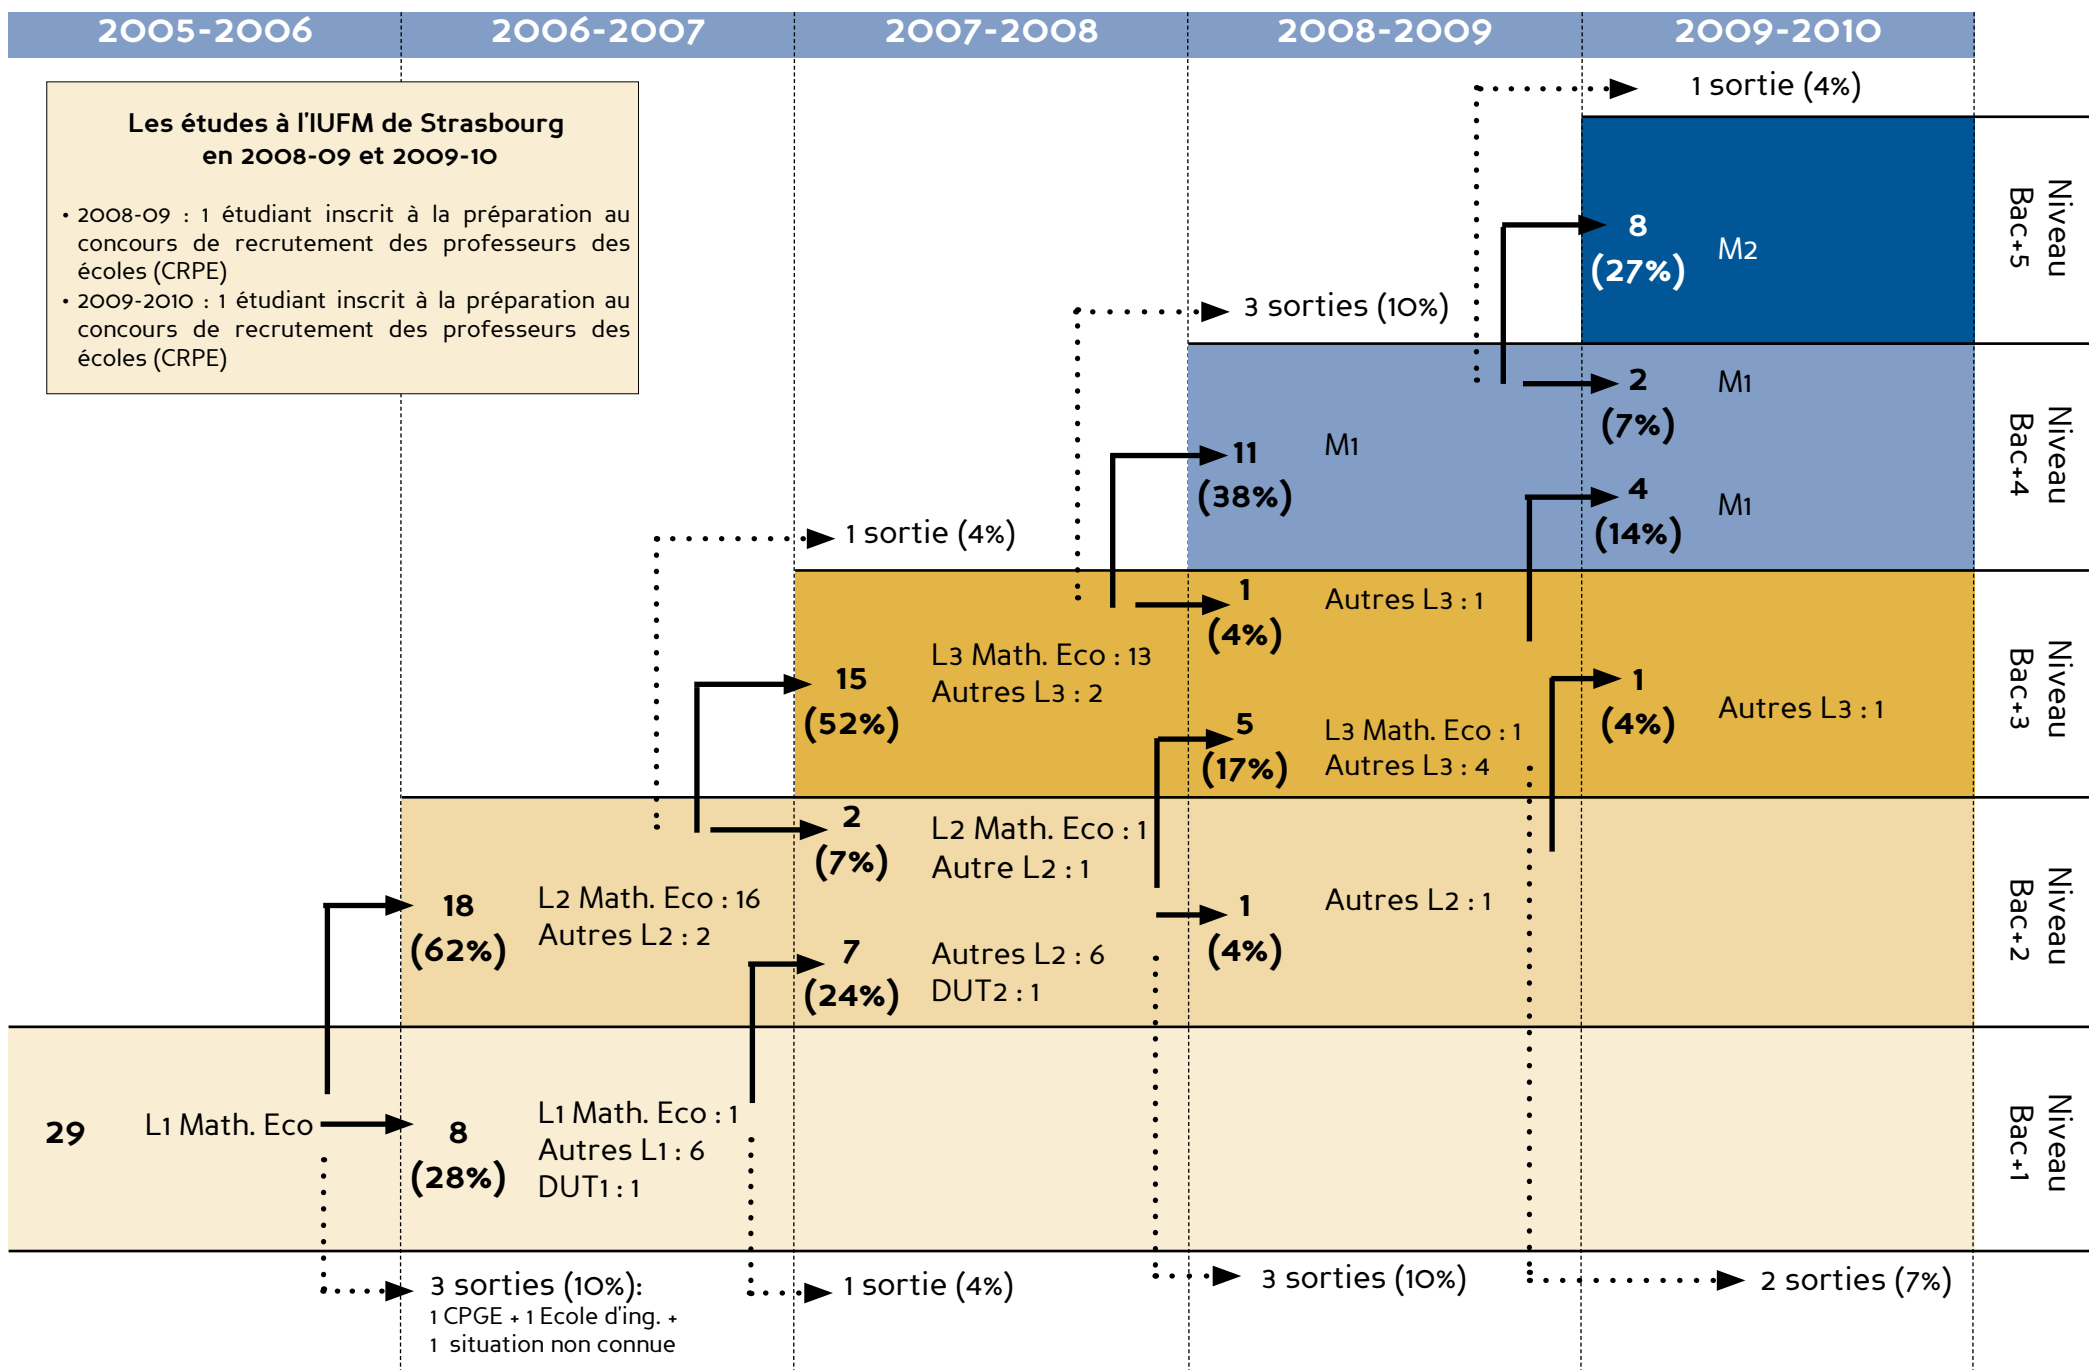 2005-2006
2006-2007
2007-2008
2008-2009
2009-2010
Les études à l'IUFM de Strasbourg
en 2008-09 et 2009-10
• 2008-09 : 1 étudiant inscrit à la préparation au
concours de recrutement des professeurs des
écoles (CRPE)
• 2009-2010 : 1 étudiant inscrit à la préparation au
concours de recrutement des professeurs des
écoles (CRPE)
1 sortie (4%)
8
(27%)
M2
Niveau
Bac+5
3 sorties (10%)
11
(38%)
M1
2
(7%)
M1
4
(14%)
M1
Niveau
Bac+4
1 sortie (4%)
15
(52%)
L3 Math. Eco : 13
Autres L3 : 2
1
(4%)
Autres L3 : 1
5
(17%)
L3 Math. Eco : 1
Autres L3 : 4
1
(4%)
Autres L3 : 1
Niveau
Bac+3
18
(62%)
L2 Math. Eco : 16
Autres L2 : 2
2
(7%)
L2 Math. Eco : 1
Autre L2 : 1
7
(24%)
Autres L2 : 6
DUT2 : 1
1
(4%)
Autres L2 : 1
Niveau
Bac+2
29
L1 Math. Eco
8
(28%)
L1 Math. Eco : 1
Autres L1 : 6
DUT1 : 1
Niveau
Bac+1
3 sorties (10%):
1 CPGE + 1 Ecole d'ing. +
1 situation non connue
1 sortie (4%)
3 sorties (10%)
2 sorties (7%)